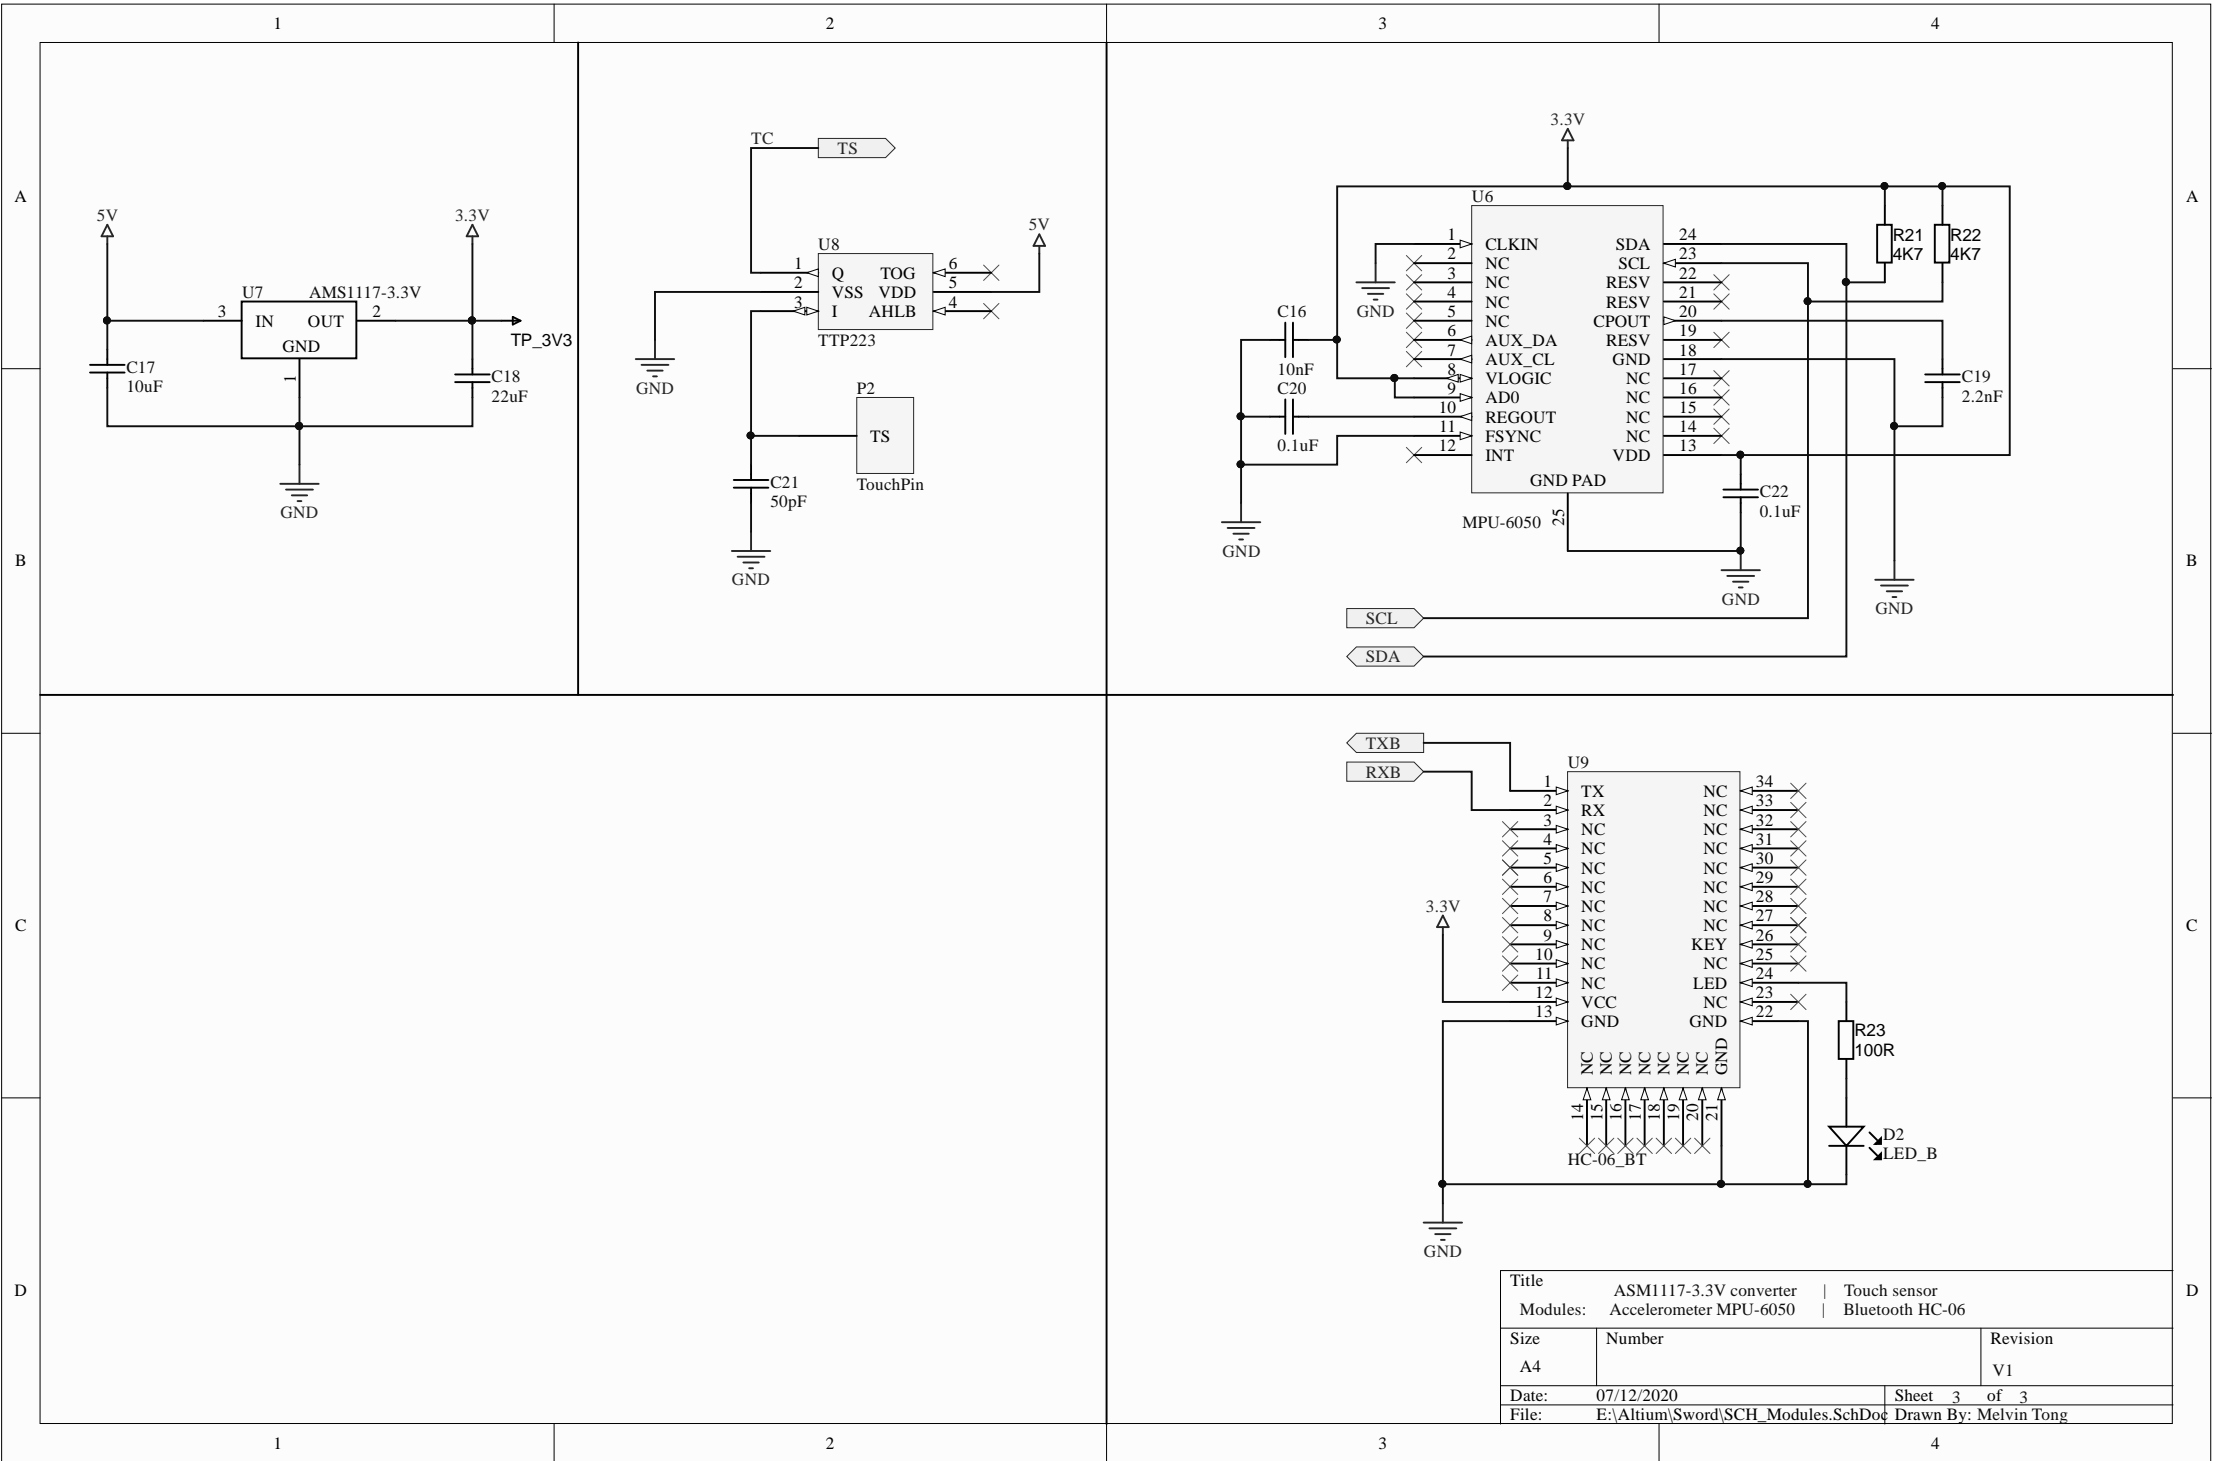 1 2 3 4
A
B
C
D
5V
3.3V
U7 AMS1117-3.3V
3 IN OUT 2
GND
1
TP_3V3
C17
10uF
C18
22uF
GND
TC TS
5V
U8
1 Q TOG 6
2 VSS VDD 5
3 I AHLB 4
TTP223
GND
P2
TS
TouchPin
C21
50pF
GND
3.3V
U6
1 CLKIN SDA 24
2 NC SCL 23
3 NC RESV 22
4 NC RESV 21
5 NC CPOUT 20
6 AUX_DA RESV 19
7 AUX_CL GND 18
8 VLOGIC NC 17
9 AD0 NC 16
10 REGOUT NC 15
11 FSYNC NC 14
12 INT VDD 13
GND PAD
MPU-6050 25
GND
C16
10nF
C20
0.1uF
GND
R21
4K7
R22
4K7
C19
2.2nF
C22
0.1uF
GND
GND
SCL
SDA
TXB
RXB
U9
1 TX NC 34
2 RX NC 33
3 NC NC 32
4 NC NC 31
5 NC NC 30
6 NC NC 29
7 NC NC 28
8 NC NC 27
9 NC KEY 26
10 NC NC 25
11 NC LED 24
12 VCC NC 23
13 GND GND 22
NC NC NC NC NC NC NC GND
14 15 16 17 18 19 20 21
HC-06_BT
3.3V
R23
100R
D2
LED_B
GND
Title
ASM1117-3.3V converter | Touch sensor
Modules: Accelerometer MPU-6050 | Bluetooth HC-06
Size Number Revision
A4 V1
Date: 07/12/2020 Sheet 3 of 3
File: E:\Altium\Sword\SCH_Modules.SchDoc Drawn By: Melvin Tong
A
B
C
D
1 2 3 4